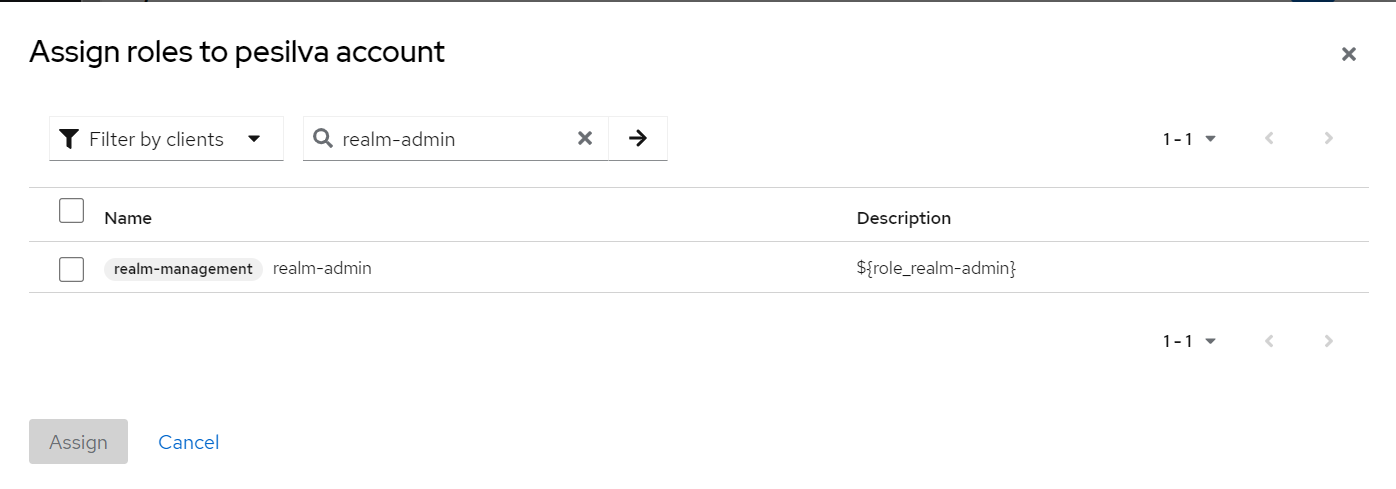 Assign roles to pesilva account
Filter by clients
realm-admin
1 - 1
Name Description
realm-management realm-admin ${role_realm-admin}
1 - 1
Assign Cancel